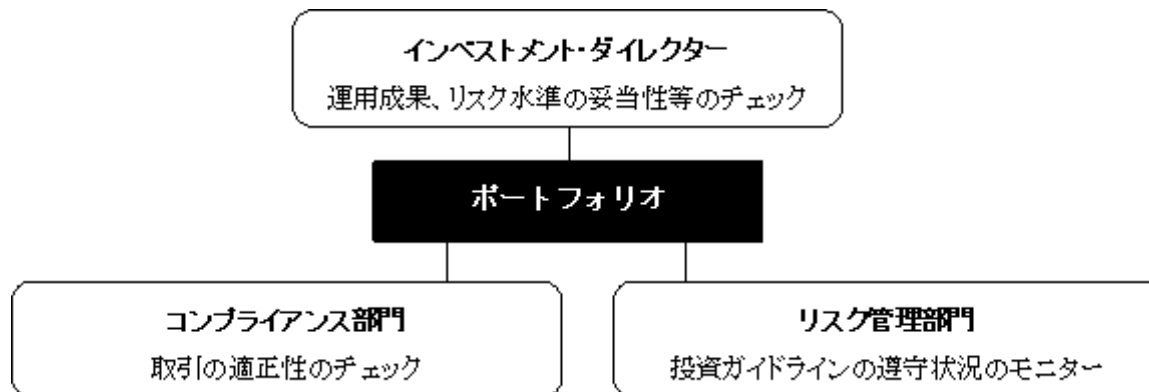 インベストメント・ダイレクター
運用成果、リスク水準の妥当性等のチェック
ポートフォリオ
コンプライアンス部門
取引の適正性のチェック
リスク管理部門
投資ガイドラインの遵守状況のモニター